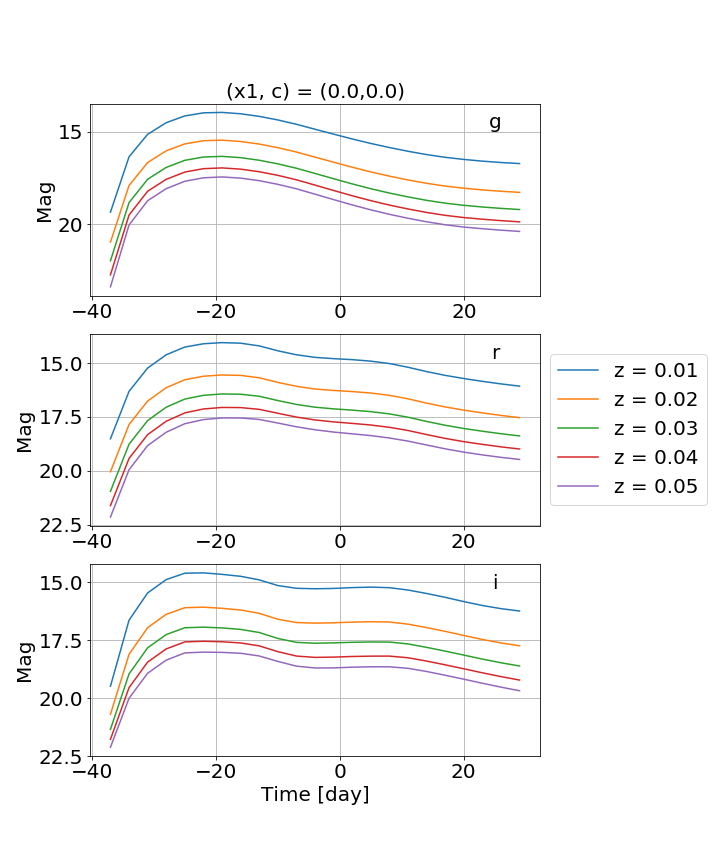 (x1, c) = (0.0,0.0)
g
15
20
Mag
−40
−20
0
20
r
15.0
17.5
20.0
22.5
Mag
−40
−20
0
20
z = 0.01
z = 0.02
z = 0.03
z = 0.04
z = 0.05
i
15.0
17.5
20.0
22.5
Mag
−40
−20
0
20
Time [day]